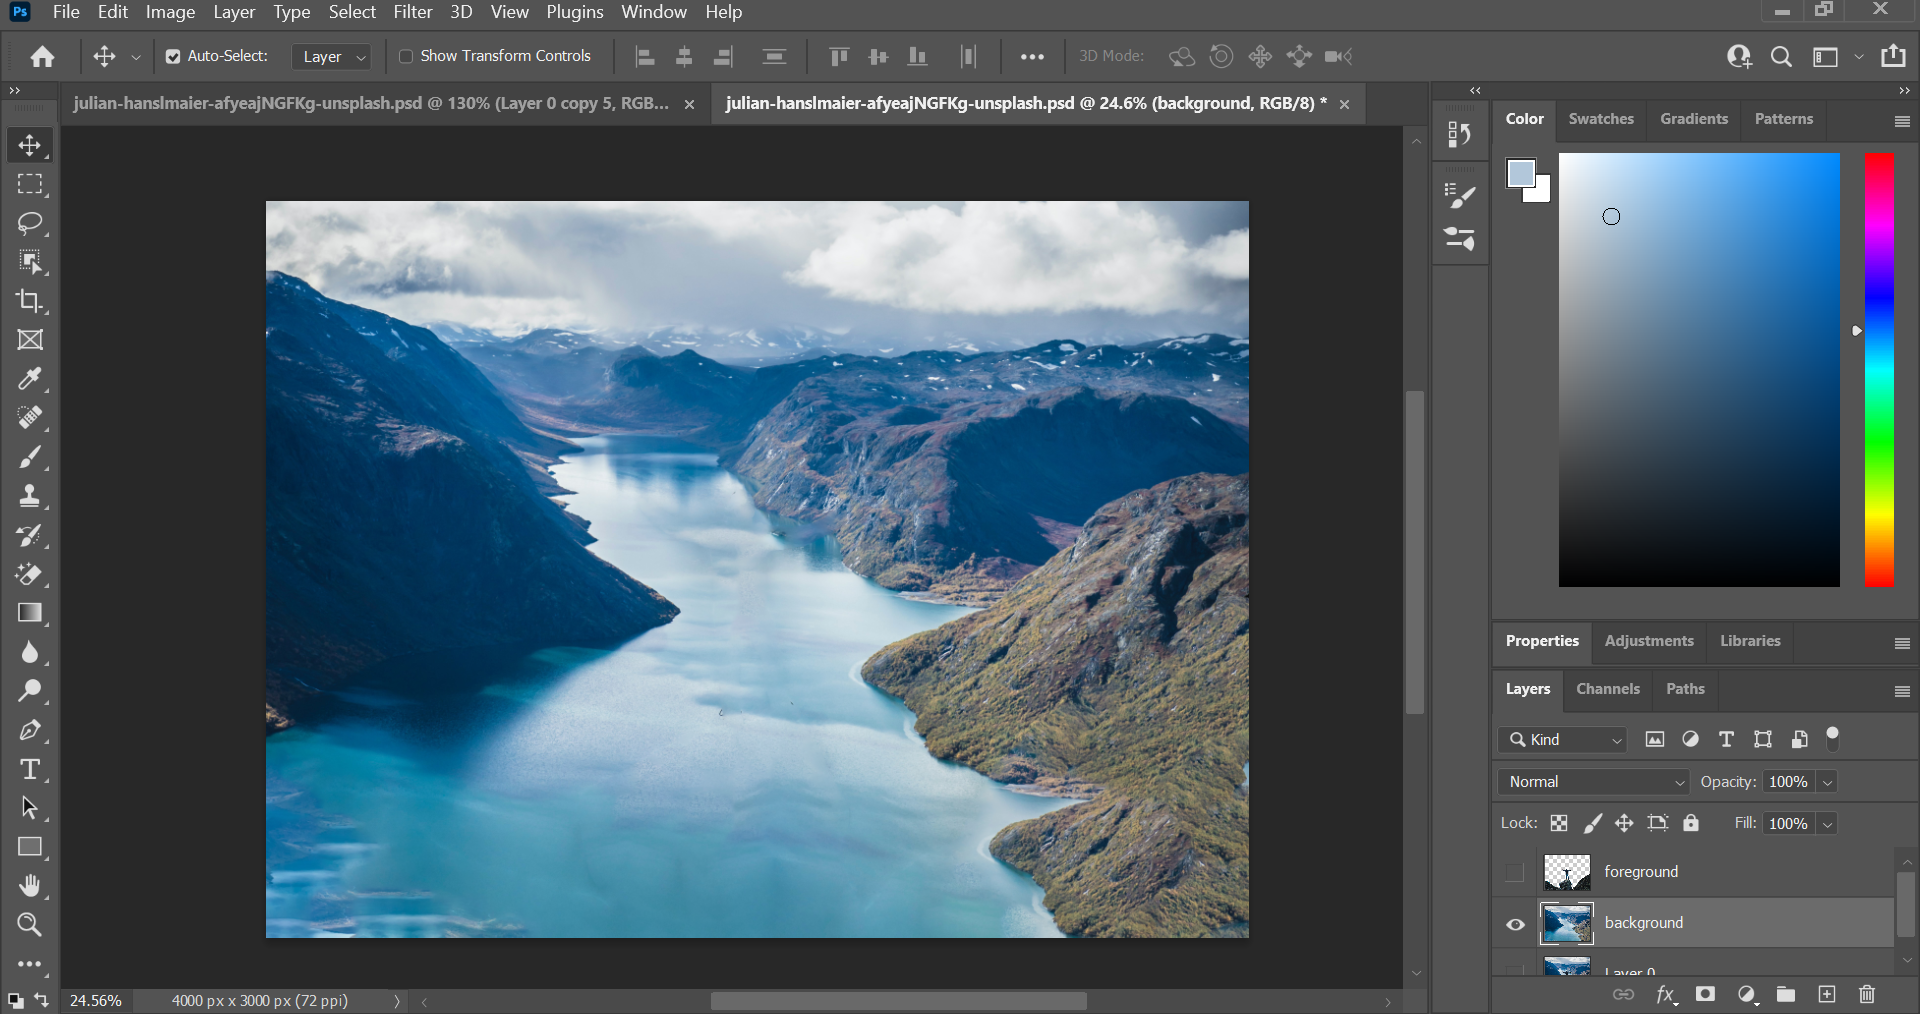 Ps File Edit Image Layer Type Select Filter 3D View Plugins Window Help
Auto-Select: Layer Show Transform Controls 3D Mode:
julian-hanslmaier-afyeajNGFKg-unsplash.psd @ 130% (Layer 0 copy 5, RGB... julian-hanslmaier-afyeajNGFKg-unsplash.psd @ 24.6% (background, RGB/8) *
Color Swatches Gradients Patterns
Properties Adjustments Libraries
Layers Channels Paths
Kind
Normal Opacity: 100%
Lock: Fill: 100%
foreground
background
Layer 0
24.56% 4000 px x 3000 px (72 ppi)
fx